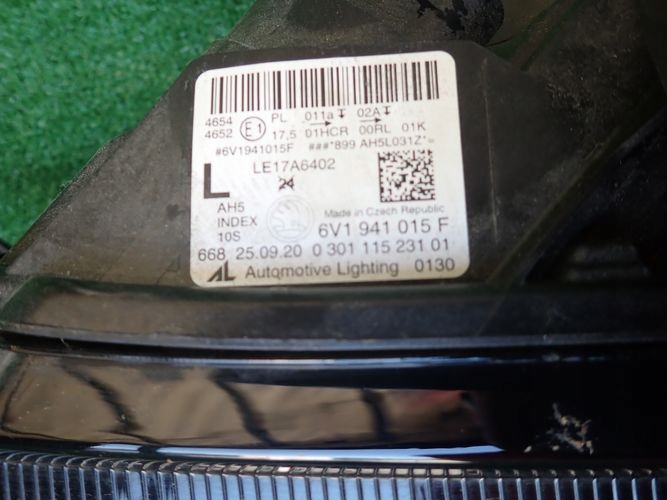 4654 E1 PL 011a 02A
4652 17,5 01HCR 00RL 01K
#6V1941015F ###*899 AH5L031Z*=
LE17A6402
L 24
AH5
INDEX Made in Czech Republic
10S 6V1 941 015 F
668 25.09.20 0 301 115 231 01
AL Automotive Lighting 0130